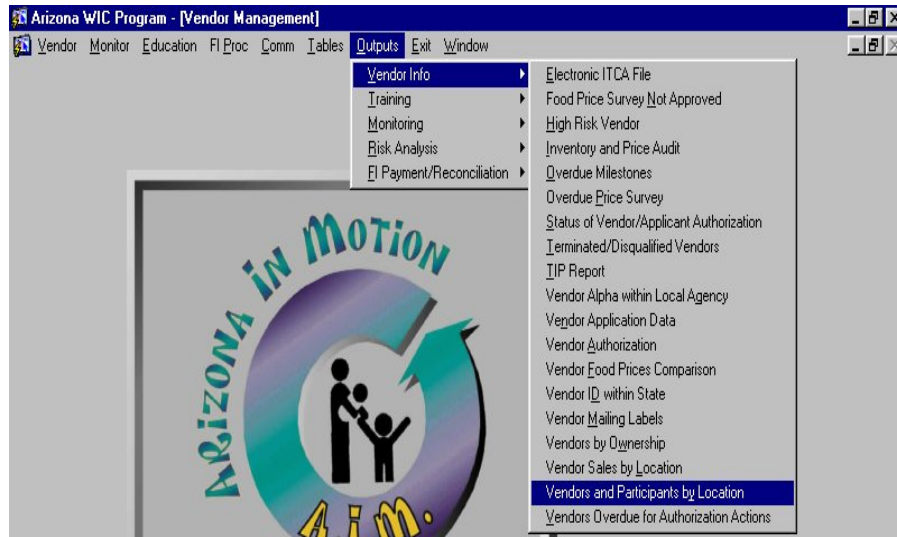 Arizona WIC Program - [Vendor Management]
Vendor Monitor Education FI Proc Comm Tables Outputs Exit Window
Vendor Info
Training
Monitoring
Risk Analysis
FI Payment/Reconciliation
Electronic ITCA File
Food Price Survey Not Approved
High Risk Vendor
Inventory and Price Audit
Overdue Milestones
Overdue Price Survey
Status of Vendor/Applicant Authorization
Terminated/Disqualified Vendors
TIP Report
Vendor Alpha within Local Agency
Vendor Application Data
Vendor Authorization
Vendor Food Prices Comparison
Vendor ID within State
Vendor Mailing Labels
Vendors by Ownership
Vendor Sales by Location
Vendors and Participants by Location
Vendors Overdue for Authorization Actions
ARIZONA IN MOTION
A.i.M.